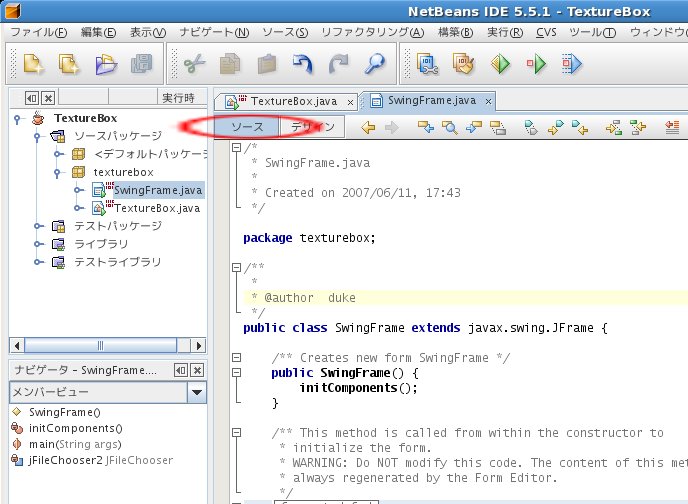 NetBeans IDE 5.5.1 - TextureBox
ファイル(F) 編集(E) 表示(V) ナビゲート(N) ソース(S) リファクタリング(A) 構築(B) 実行(R) CVS ツール(T) ウィンドウ
実行時
TextureBox
ソースパッケージ
<デフォルトパッケー
texturebox
SwingFrame.java
TextureBox.java
テストパッケージ
ライブラリ
テストライブラリ
ナビゲータ - SwingFrame....
メンバービュー
SwingFrame()
initComponents()
main(String args)
jFileChooser2 JFileChooser
TextureBox.java × SwingFrame.java ×
ソース デザイン
/*
* SwingFrame.java
*
* Created on 2007/06/11, 17:43
*/
package texturebox;
/**
*
* @author  duke
*/
public class SwingFrame extends javax.swing.JFrame {
/** Creates new form SwingFrame */
public SwingFrame() {
initComponents();
}
/** This method is called from within the constructor to
* initialize the form.
* WARNING: Do NOT modify this code. The content of this met
* always regenerated by the Form Editor.
*/